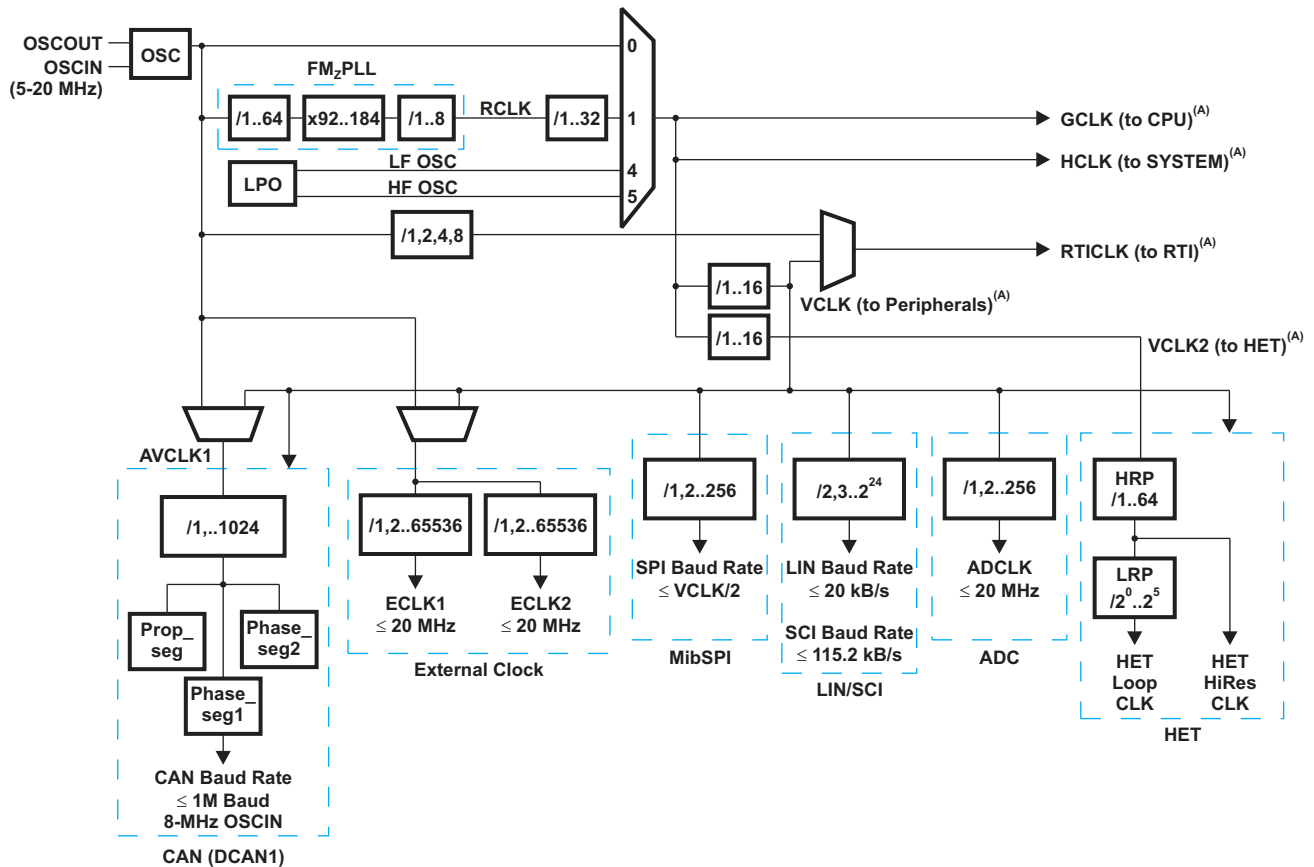 OSCOUT
OSCIN
(5-20 MHz)
OSC
FMzPLL
/1..64
x92..184
/1..8
RCLK
/1..32
0
1
4
5
LPO
LF OSC
HF OSC
/1,2,4,8
GCLK (to CPU)(A)
HCLK (to SYSTEM)(A)
RTICLK (to RTI)(A)
/1..16
VCLK (to Peripherals)(A)
/1..16
VCLK2 (to HET)(A)
AVCLK1
/1,..1024
Prop_
seg
Phase_
seg2
Phase_
seg1
CAN Baud Rate
≤ 1M Baud
8-MHz OSCIN
CAN (DCAN1)
/1,2..65536
/1,2..65536
ECLK1
≤ 20 MHz
ECLK2
≤ 20 MHz
External Clock
/1,2..256
SPI Baud Rate
≤ VCLK/2
MibSPI
/2,3..2^24
LIN Baud Rate
≤ 20 kB/s
SCI Baud Rate
≤ 115.2 kB/s
LIN/SCI
/1,2..256
ADCLK
≤ 20 MHz
ADC
HRP
/1..64
LRP
/2^0..2^5
HET
Loop
CLK
HET
HiRes
CLK
HET